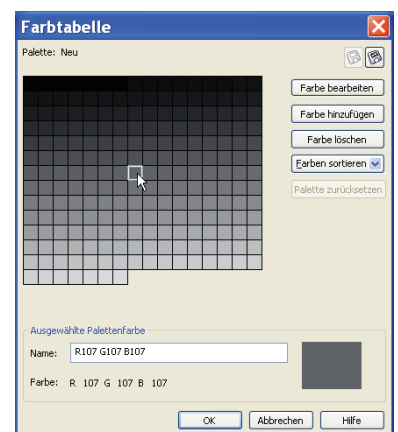 Farbtabelle
Palette: Neu
Farbe bearbeiten
Farbe hinzufügen
Farbe löschen
Farben sortieren
Palette zurücksetzen
Ausgewählte Palettenfarbe
Name: R107 G107 B107
Farbe: R 107 G 107 B 107
OK Abbrechen Hilfe